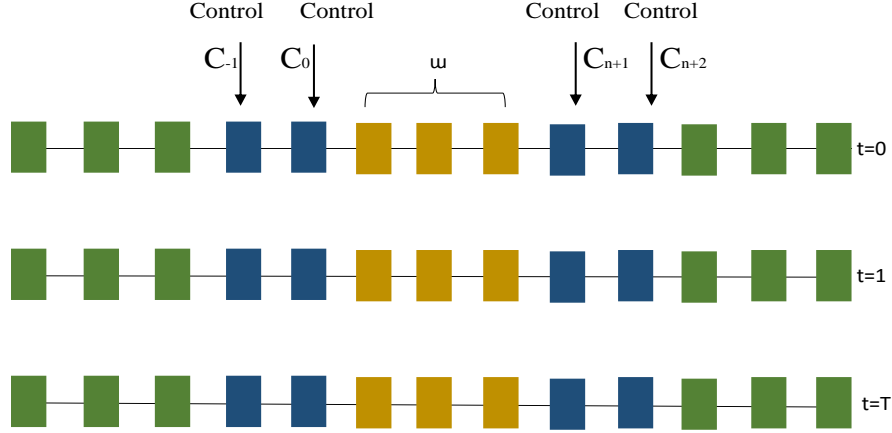 Control Control Control Control
C-1 C0 ω Cn+1 Cn+2
t=0
t=1
t=T